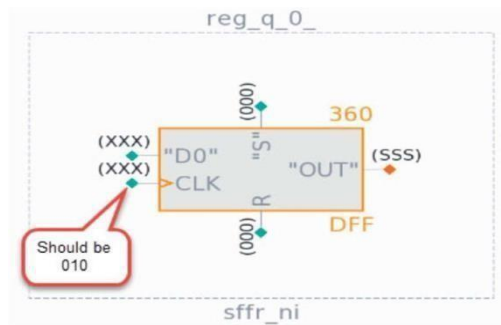 reg_q_0_
(000)
360
(XXX)
"D0"
"S"
"OUT"
(SSS)
(XXX)
CLK
R
DFF
(000)
Should be
010
sffr_ni